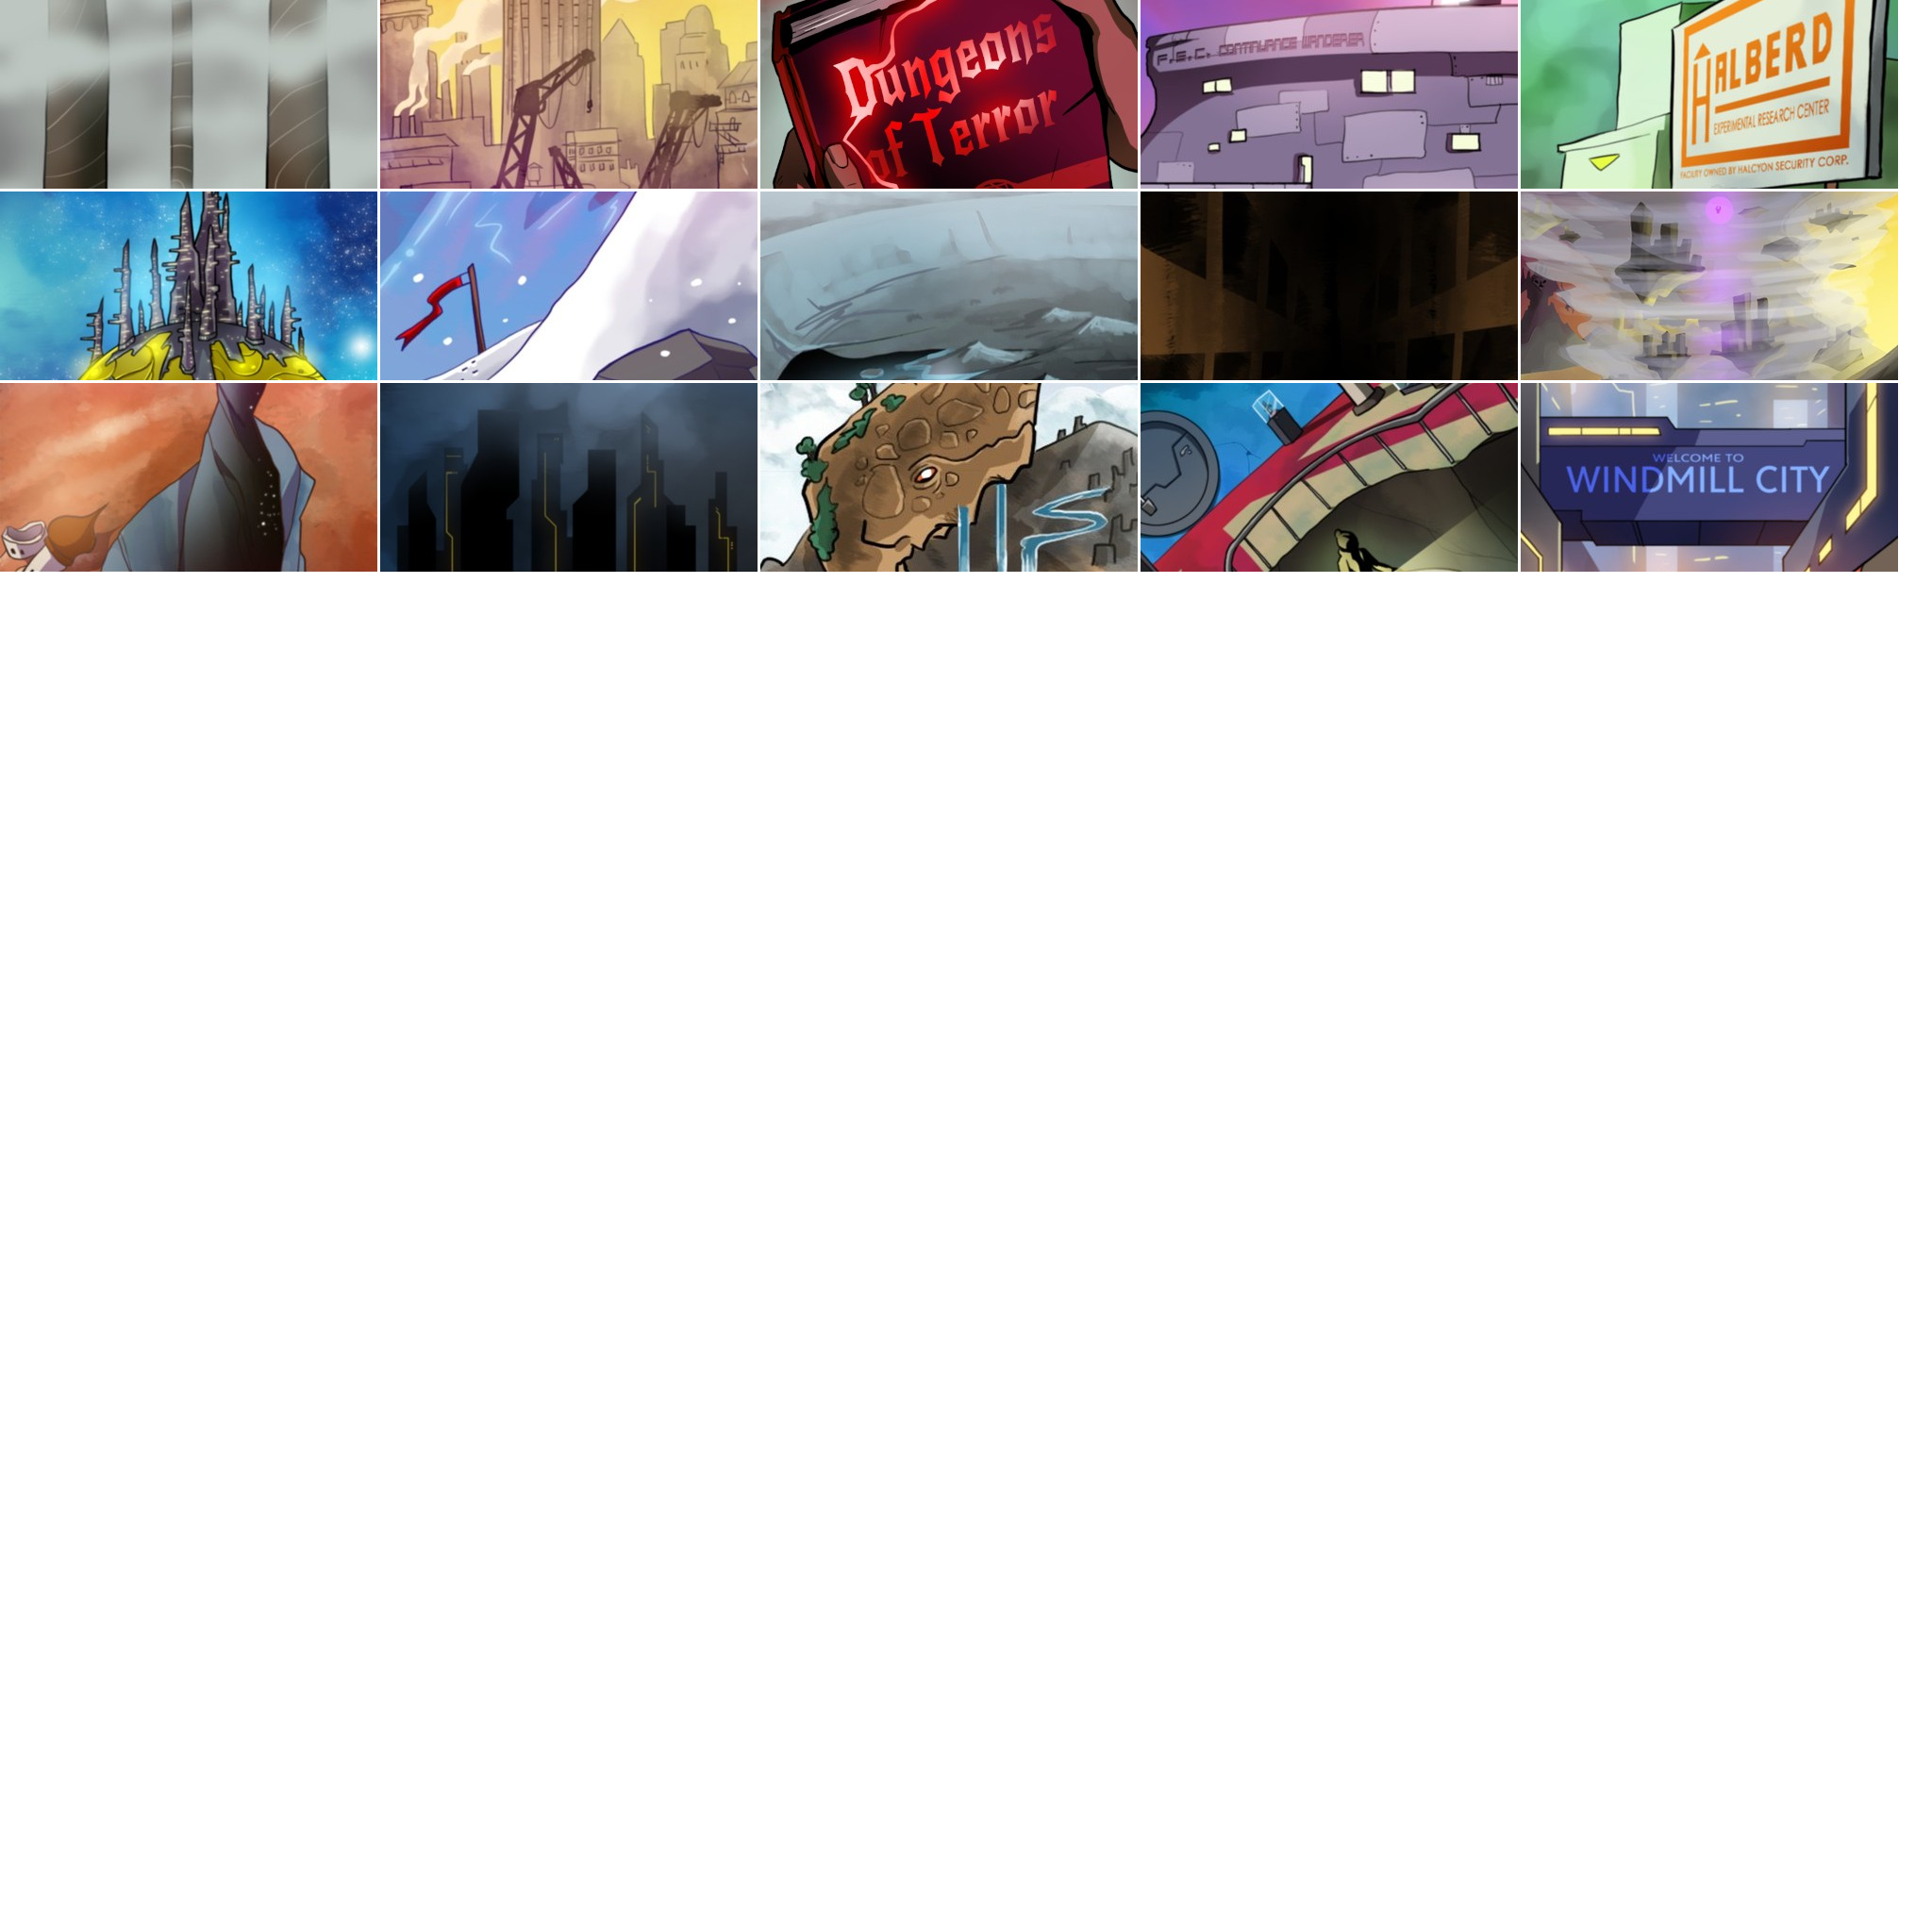 Dungeons
of Terror
F.S.C. CONTINUANCE WANDERER
HALBERD
EXPERIMENTAL RESEARCH CENTER
FACILITY OWNED BY HALCYON SECURITY CORP.
WELCOME TO
WINDMILL CITY